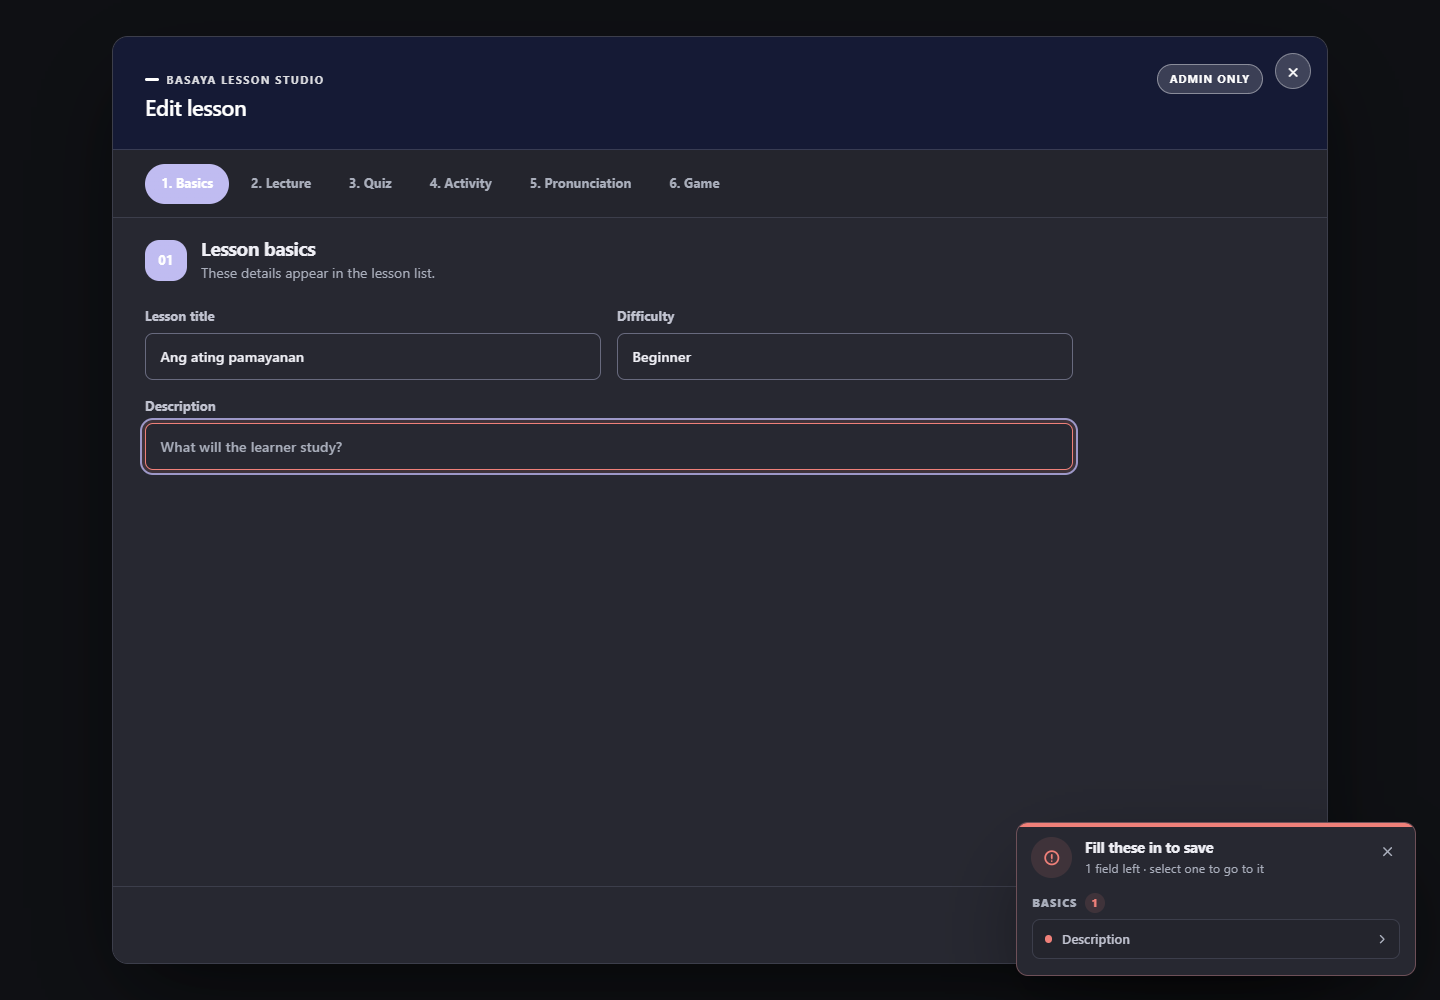 BASAYA LESSON STUDIO
Edit lesson
ADMIN ONLY
1. Basics
2. Lecture
3. Quiz
4. Activity
5. Pronunciation
6. Game
01
Lesson basics
These details appear in the lesson list.
Lesson title
Difficulty
Ang ating pamayanan
Beginner
Description
What will the learner study?
Fill these in to save
1 field left · select one to go to it
BASICS 1
Description